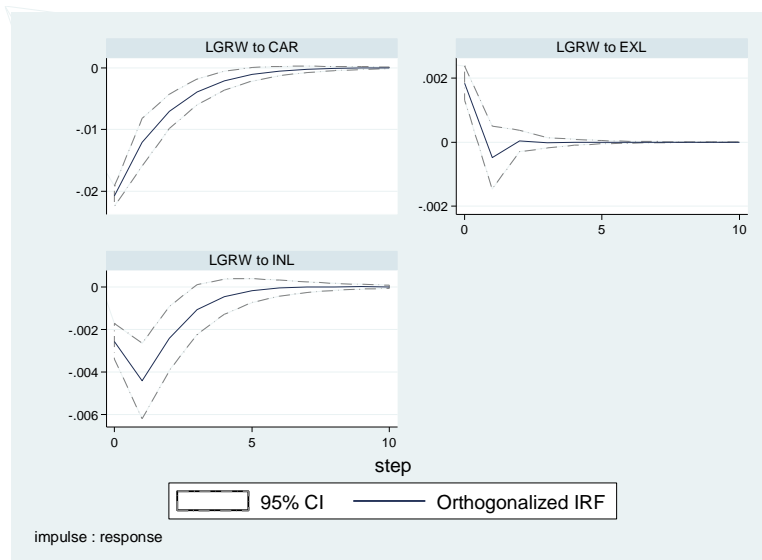 LGRW to CAR
LGRW to EXL
0
-.01
-.02
.002
0
-.002
0 5 10
LGRW to INL
0
-.002
-.004
-.006
0 5 10
step
95% CI Orthogonalized IRF
impulse : response